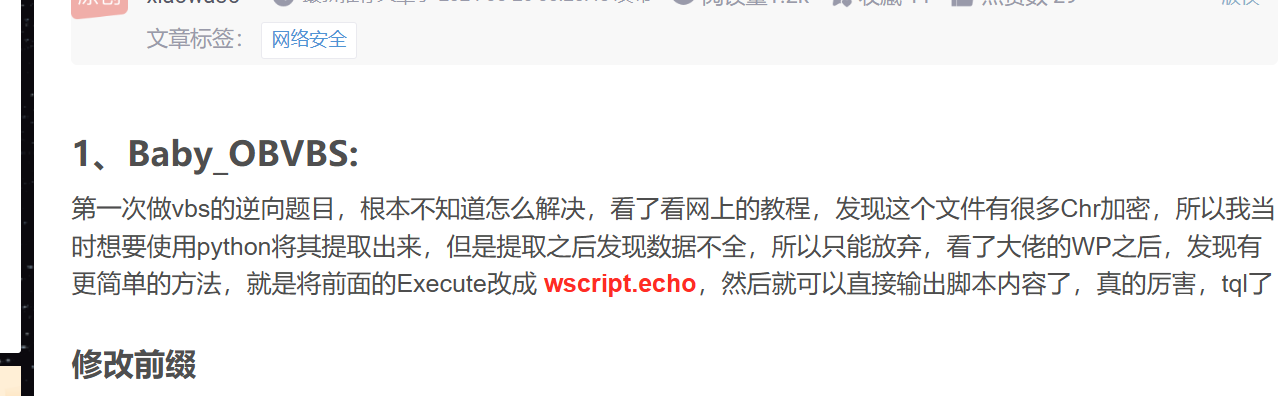 文章标签：
网络安全
1、Baby_OBVBS:
第一次做vbs的逆向题目，根本不知道怎么解决，看了看网上的教程，发现这个文件有很多Chr加密，所以我当
时想要使用python将其提取出来，但是提取之后发现数据不全，所以只能放弃，看了大佬的WP之后，发现有
更简单的方法，就是将前面的Execute改成 wscript.echo，然后就可以直接输出脚本内容了，真的厉害，tql了
修改前缀